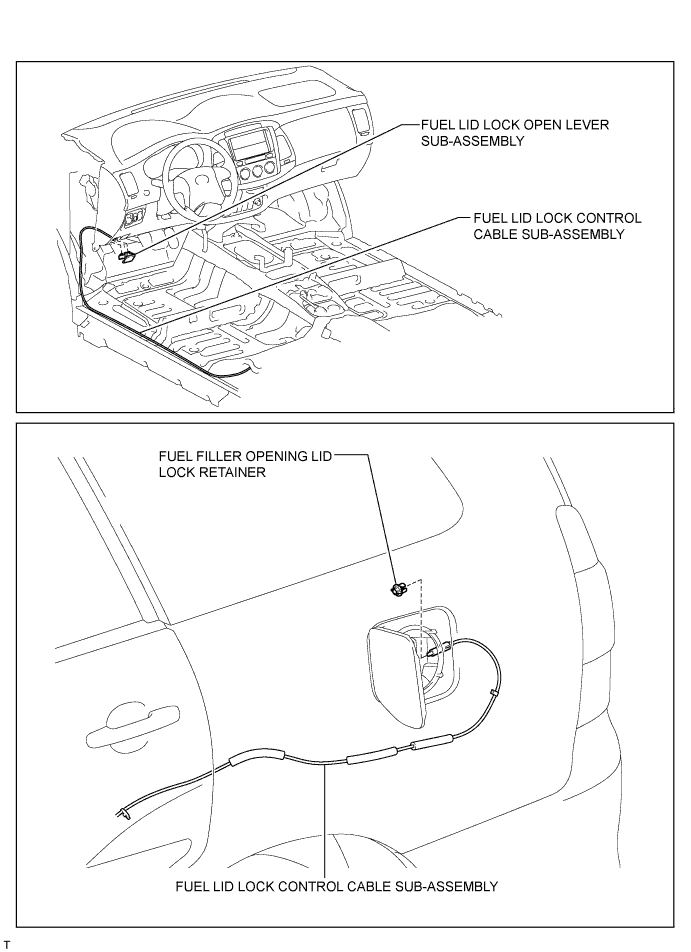 FUEL LID LOCK OPEN LEVER
SUB-ASSEMBLY
FUEL LID LOCK CONTROL
CABLE SUB-ASSEMBLY
FUEL FILLER OPENING LID
LOCK RETAINER
FUEL LID LOCK CONTROL CABLE SUB-ASSEMBLY
T